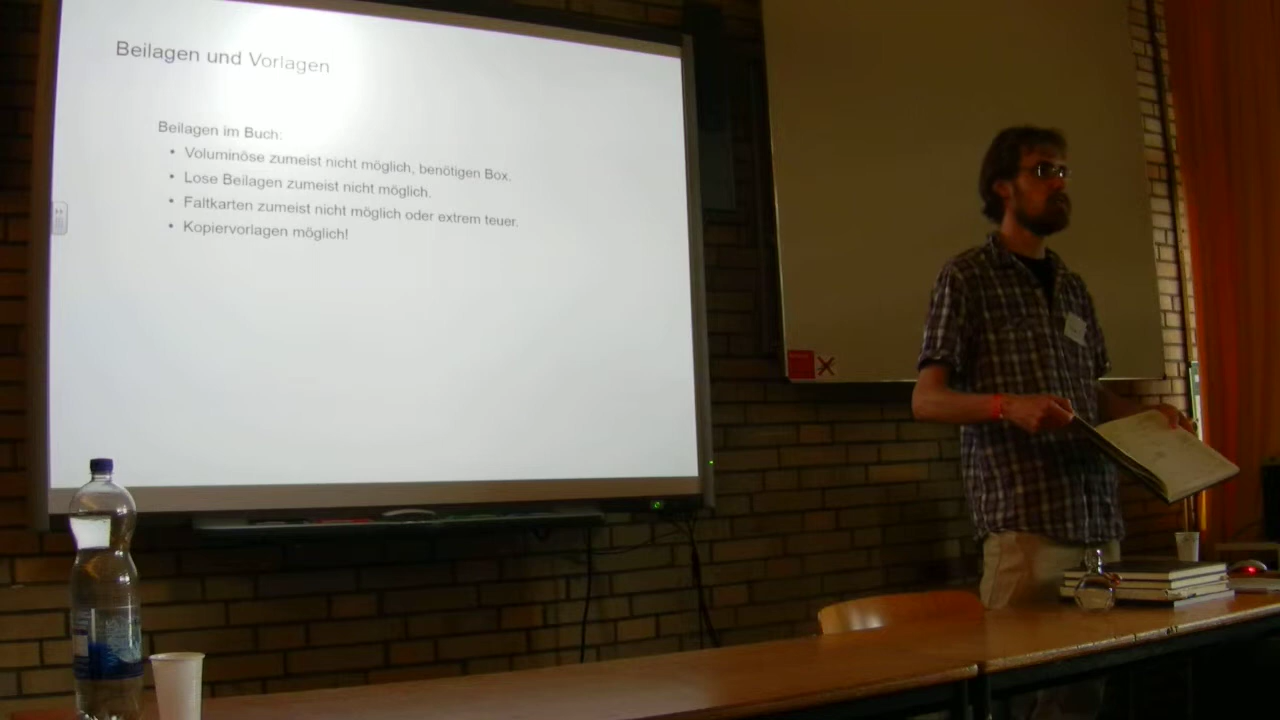 Beilagen und Vorlagen
Beilagen im Buch:
• Voluminöse zumeist nicht möglich, benötigen Box.
• Lose Beilagen zumeist nicht möglich.
• Faltkarten zumeist nicht möglich oder extrem teuer.
• Kopiervorlagen möglich!